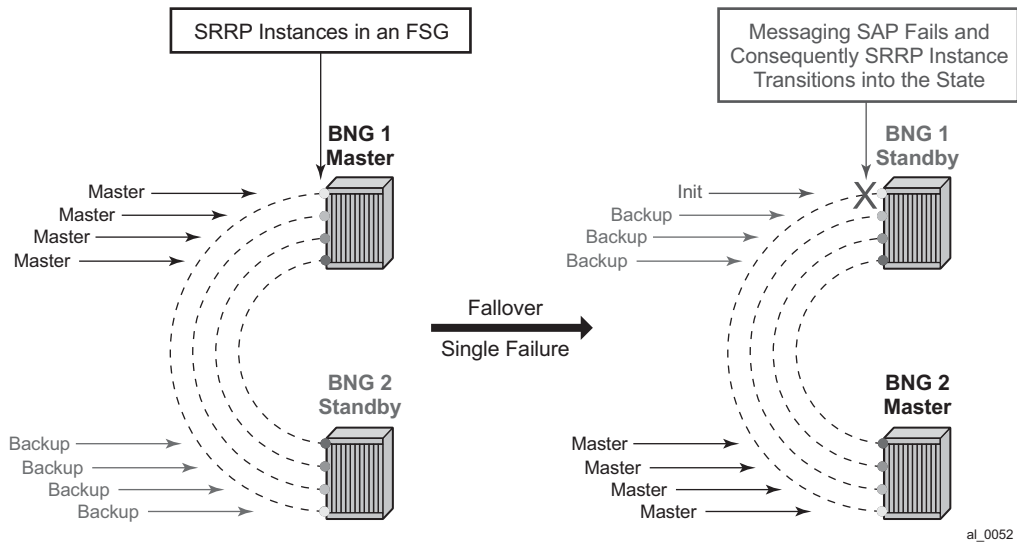 SRRP Instances in an FSG
BNG 1
Master
Master
Master
Master
Master
BNG 2
Standby
Backup
Backup
Backup
Backup
Fallover
Single Failure
Messaging SAP Fails and
Consequently SRRP Instance
Transitions into the State
BNG 1
Standby
Init
Backup
Backup
Backup
BNG 2
Master
Master
Master
Master
Master
al_0052